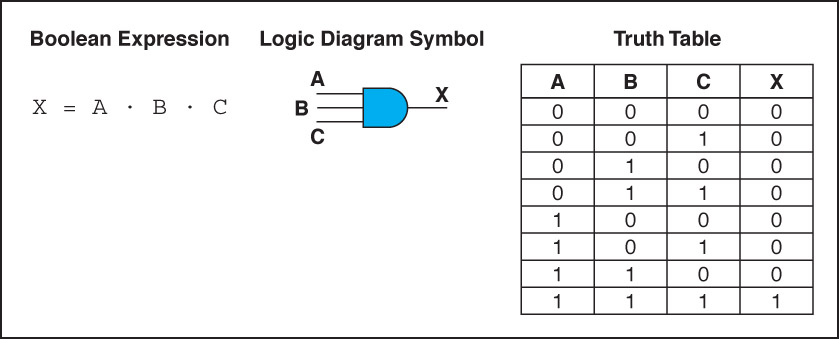 Boolean Expression
X = A · B · C
Logic Diagram Symbol
A
B
C
X
Truth Table
A B C X
0 0 0 0
0 0 1 0
0 1 0 0
0 1 1 0
1 0 0 0
1 0 1 0
1 1 0 0
1 1 1 1